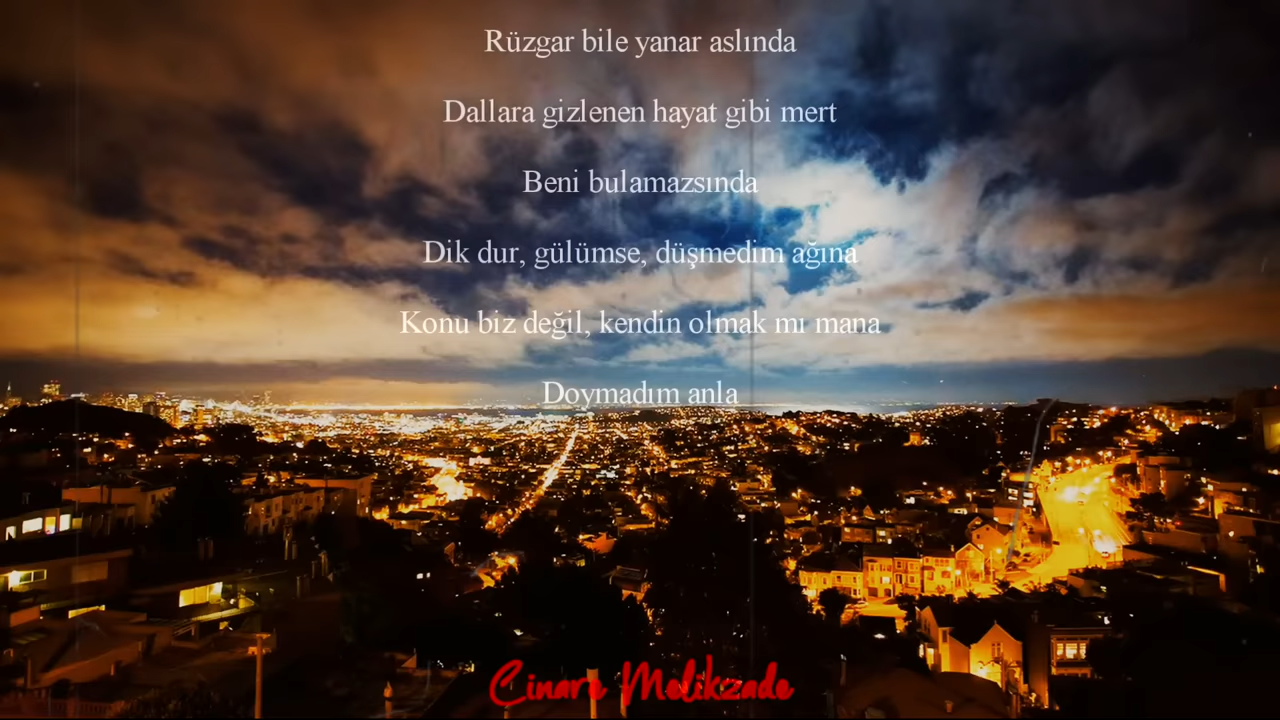 Rüzgar bile yanar aslında
Dallara gizlenen hayat gibi mert
Beni bulamazsında
Dik dur, gülümse, düşmedim ağına
Konu biz değil, kendin olmak mı mana
Doymadım anla
Cinare Melikzade